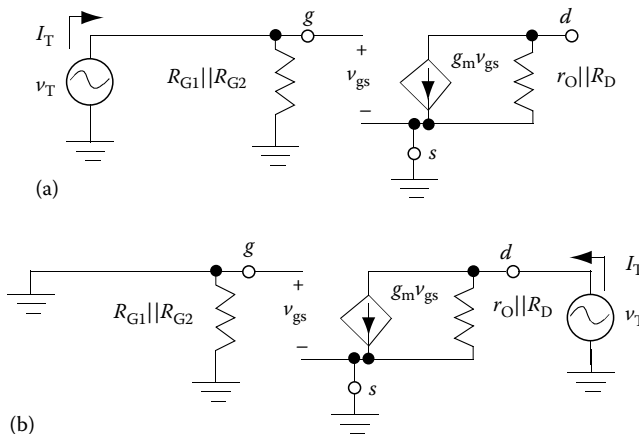 g
d
I_T
+
g_m v_gs
R_G1||R_G2
v_gs
r_O||R_D
v_T
−
s
(a)
g
d
I_T
+
g_m v_gs
R_G1||R_G2
v_gs
r_O||R_D
v_T
−
s
(b)